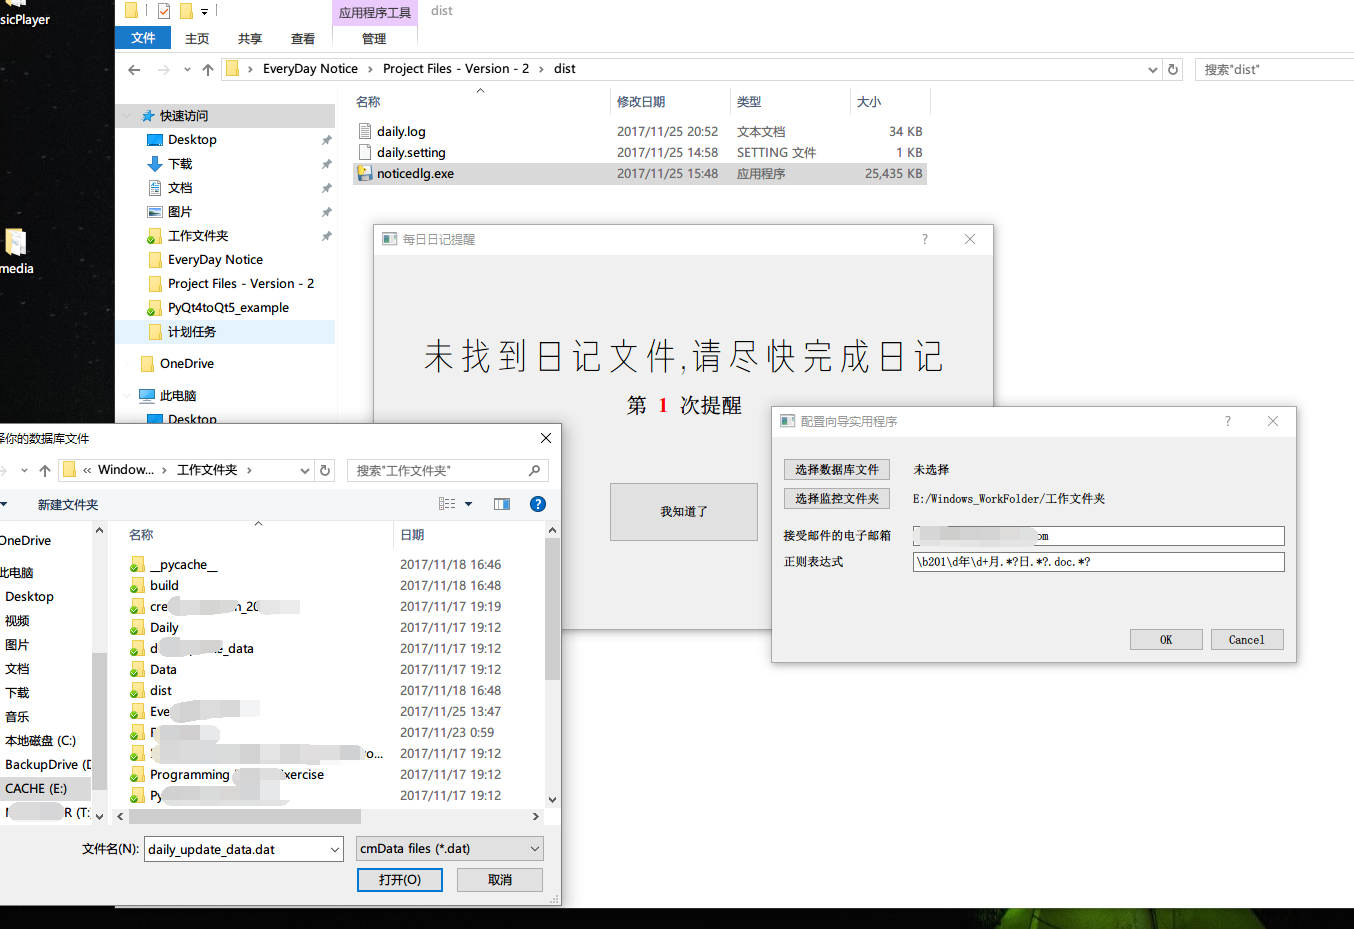 sicPlayer
media
应用程序工具
dist
文件
主页
共享
查看
管理
EveryDay Notice
Project Files - Version - 2
dist
搜索"dist"
名称
修改日期
类型
大小
daily.log
2017/11/25 20:52
文本文档
34 KB
daily.setting
2017/11/25 14:58
SETTING 文件
1 KB
noticedlg.exe
2017/11/25 15:48
应用程序
25,435 KB
快速访问
Desktop
下载
文档
图片
工作文件夹
EveryDay Notice
Project Files - Version - 2
PyQt4toQt5_example
计划任务
OneDrive
此电脑
Desktop
每日日记提醒
?
未找到日记文件,请尽快完成日记
第 1 次提醒
我知道了
配置向导实用程序
?
选择数据库文件
未选择
选择监控文件夹
E:/Windows_WorkFolder/工作文件夹
接受邮件的电子邮箱
om
正则表达式
\b201\d年\d+月.*?日.*?.doc.*?
OK
Cancel
你的数据库文件
« Window...
工作文件夹
搜索"工作文件夹"
新建文件夹
?
OneDrive
此电脑
Desktop
视频
图片
文档
下载
音乐
本地磁盘 (C:)
BackupDrive (D
CACHE (E:)
R (T:
名称
日期
__pycache__
2017/11/18 16:46
build
2017/11/18 16:48
cre
_20
2017/11/17 19:19
Daily
2017/11/17 19:12
d
_data
2017/11/17 19:12
Data
2017/11/17 19:12
dist
2017/11/18 16:48
Eve
2017/11/25 13:47
F
2017/11/23 0:59
o...
2017/11/17 19:12
Programming
Exercise
2017/11/17 19:12
Py
2017/11/17 19:12
文件名(N):
daily_update_data.dat
cmData files (*.dat)
打开(O)
取消